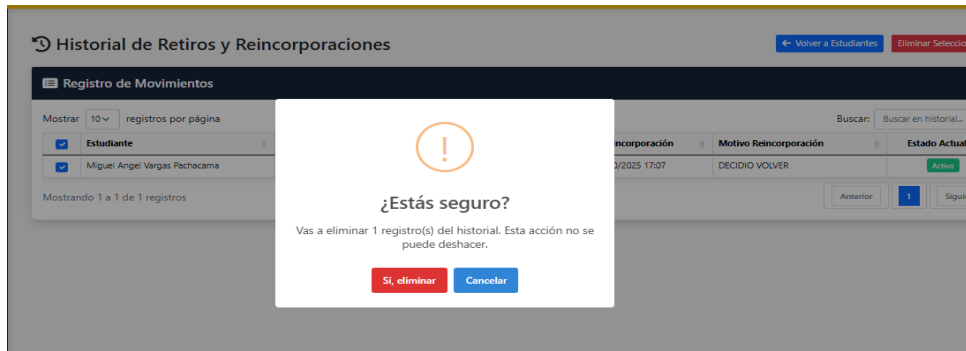 Historial de Retiros y Reincorporaciones
← Volver a Estudiantes
Eliminar
Registro de Movimientos
Mostrar 10 registros por página
Buscar: Buscar en historial...
Estudiante
Motivo Reincorporación
Estado Actual
Miguel Angel Vargas Pachacama
/2025 17:07
DECIDIO VOLVER
Activo
Mostrando 1 a 1 de 1 registros
Anterior 1
!
¿Estás seguro?
Vas a eliminar 1 registro(s) del historial. Esta acción no se
puede deshacer.
Sí, eliminar
Cancelar